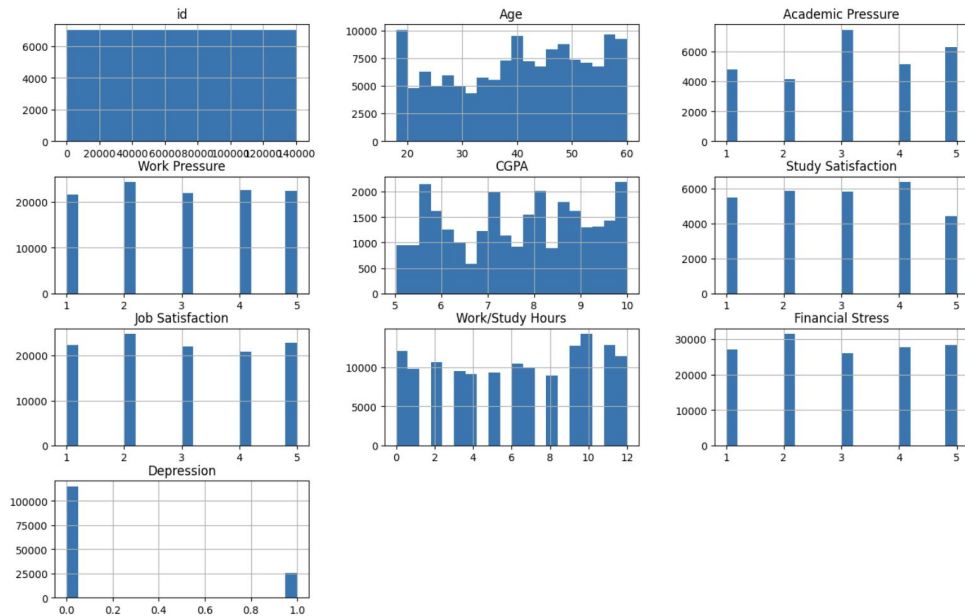 id
6000
4000
2000
0
0 20000 40000 60000 80000 100000 120000 140000
Age
10000
7500
5000
2500
0
20 30 40 50 60
Academic Pressure
6000
4000
2000
0
1 2 3 4 5
Work Pressure
20000
10000
0
1 2 3 4 5
CGPA
2000
1500
1000
500
0
5 6 7 8 9 10
Study Satisfaction
6000
4000
2000
0
1 2 3 4 5
Job Satisfaction
20000
10000
0
1 2 3 4 5
Work/Study Hours
10000
5000
0
0 2 4 6 8 10 12
Financial Stress
30000
20000
10000
0
1 2 3 4 5
Depression
100000
75000
50000
25000
0
0.0 0.2 0.4 0.6 0.8 1.0